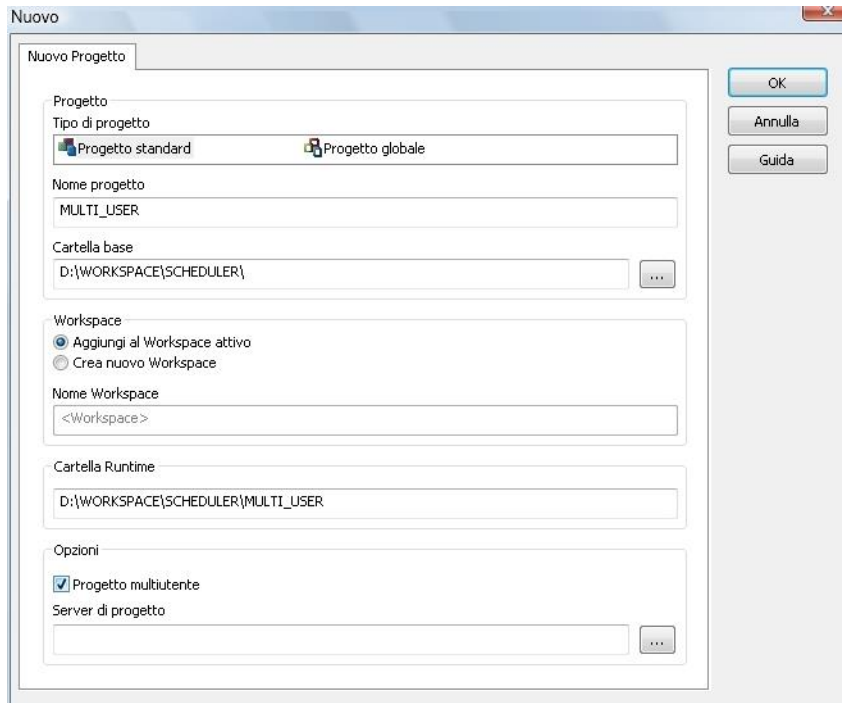 Nuovo
Nuovo Progetto
OK
Annulla
Guida
Progetto
Tipo di progetto
Progetto standard Progetto globale
Nome progetto
MULTI_USER
Cartella base
D:\WORKSPACE\SCHEDULER\
...
Workspace
Aggiungi al Workspace attivo
Crea nuovo Workspace
Nome Workspace
<Workspace>
Cartella Runtime
D:\WORKSPACE\SCHEDULER\MULTI_USER
Opzioni
Progetto multiutente
Server di progetto
...